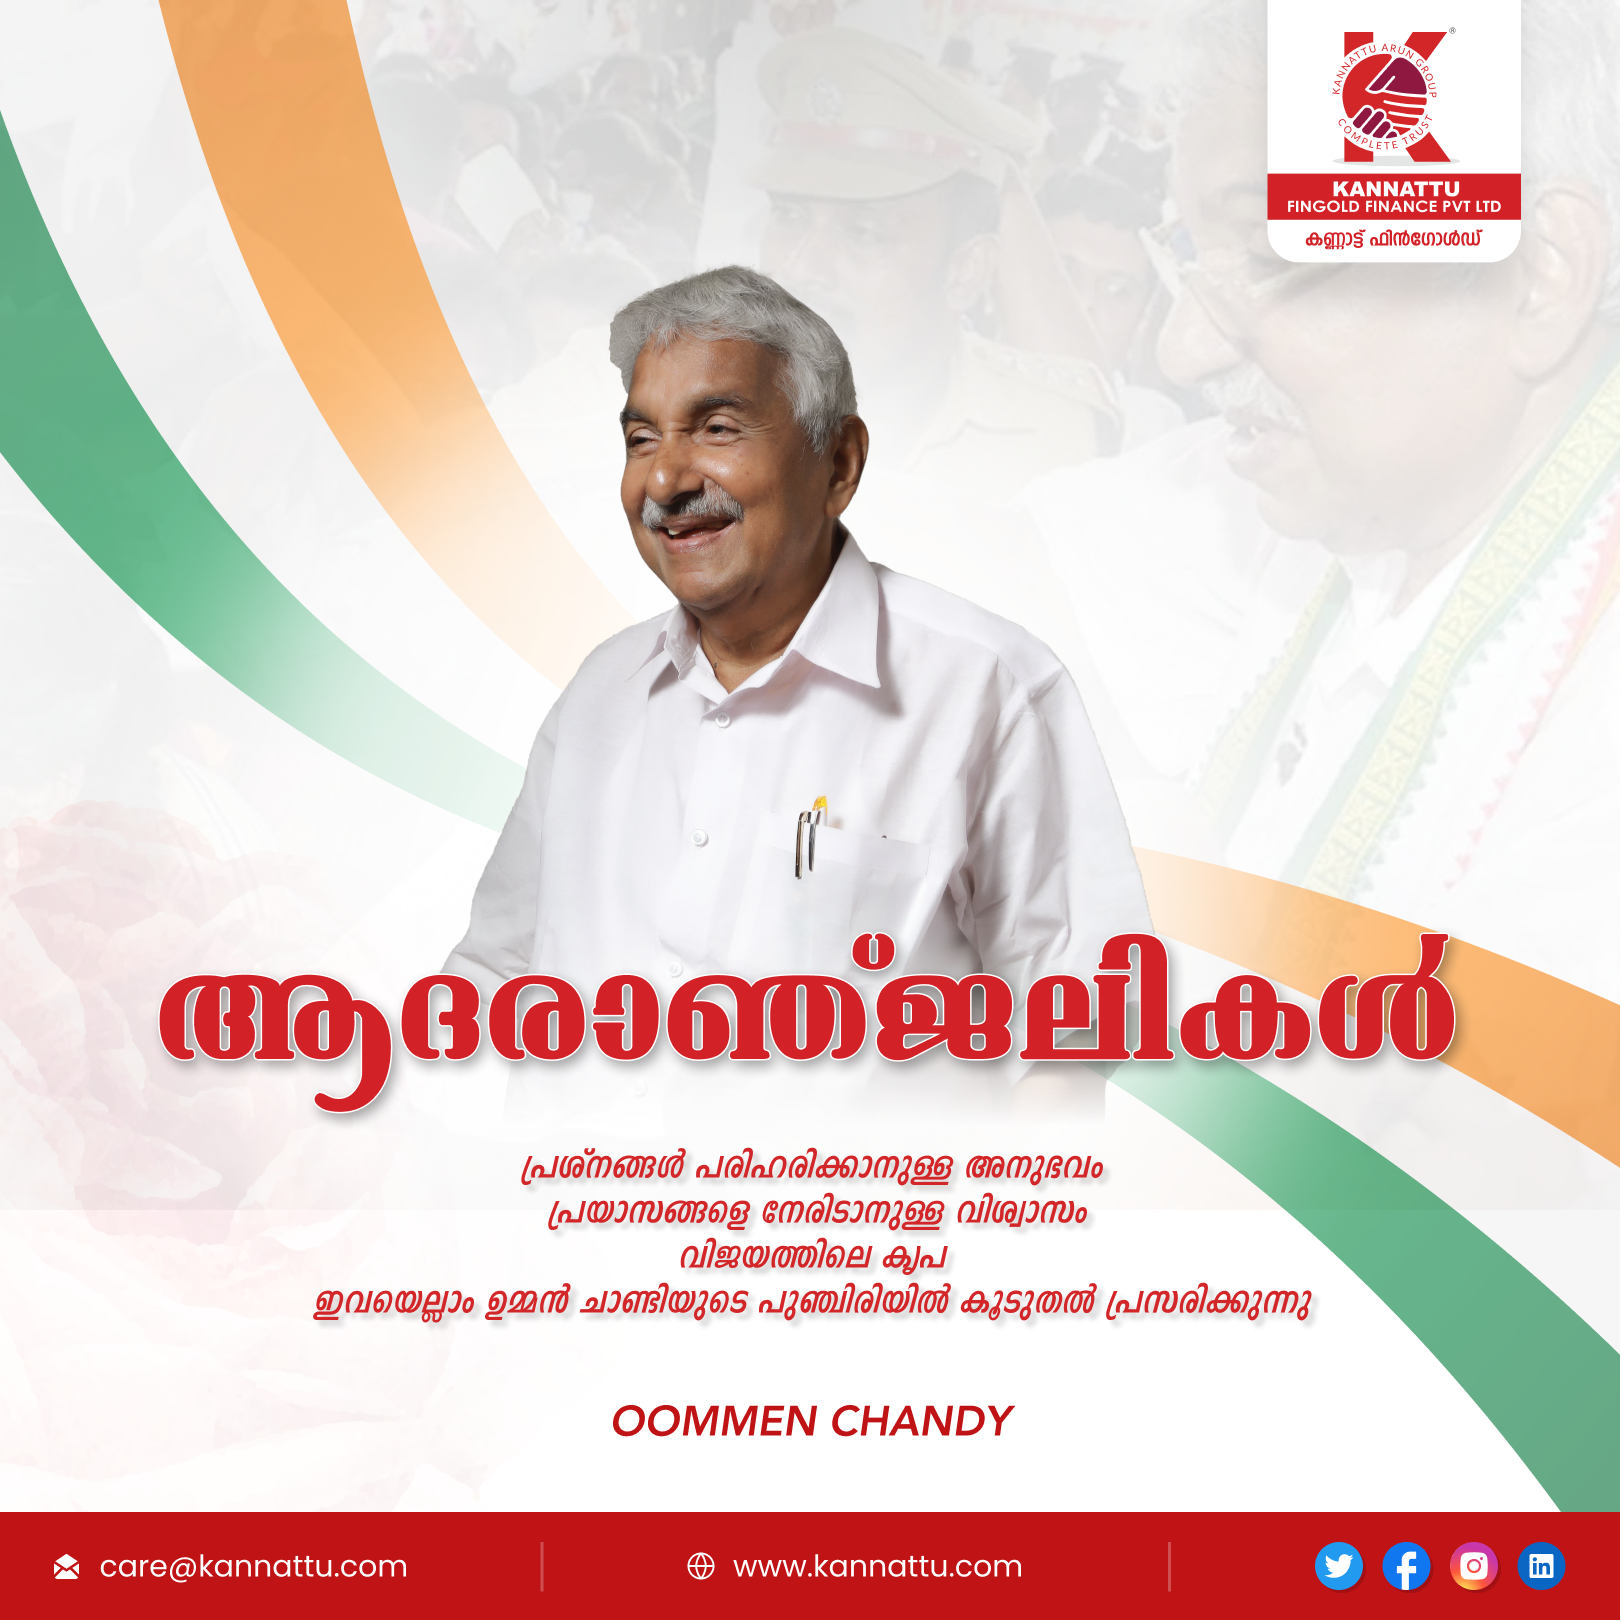 KANNATTU ARUN GROUP
COMPLETE TRUST
®
KANNATTU
FINGOLD FINANCE PVT LTD
കണ്ണാട്ട് ഫിൻഗോൾഡ്
ആദരാഞ്ജലികൾ
പ്രശ്നങ്ങൾ പരിഹരിക്കാനുള്ള അനുഭവം
പ്രയാസങ്ങളെ നേരിടാനുള്ള വിശ്വാസം
വിജയത്തിലെ കൃപ
ഇവയെല്ലാം ഉമ്മൻ ചാണ്ടിയുടെ പുഞ്ചിരിയിൽ കൂടുതൽ പ്രസരിക്കുന്നു
OOMMEN CHANDY
care@kannattu.com
www.kannattu.com